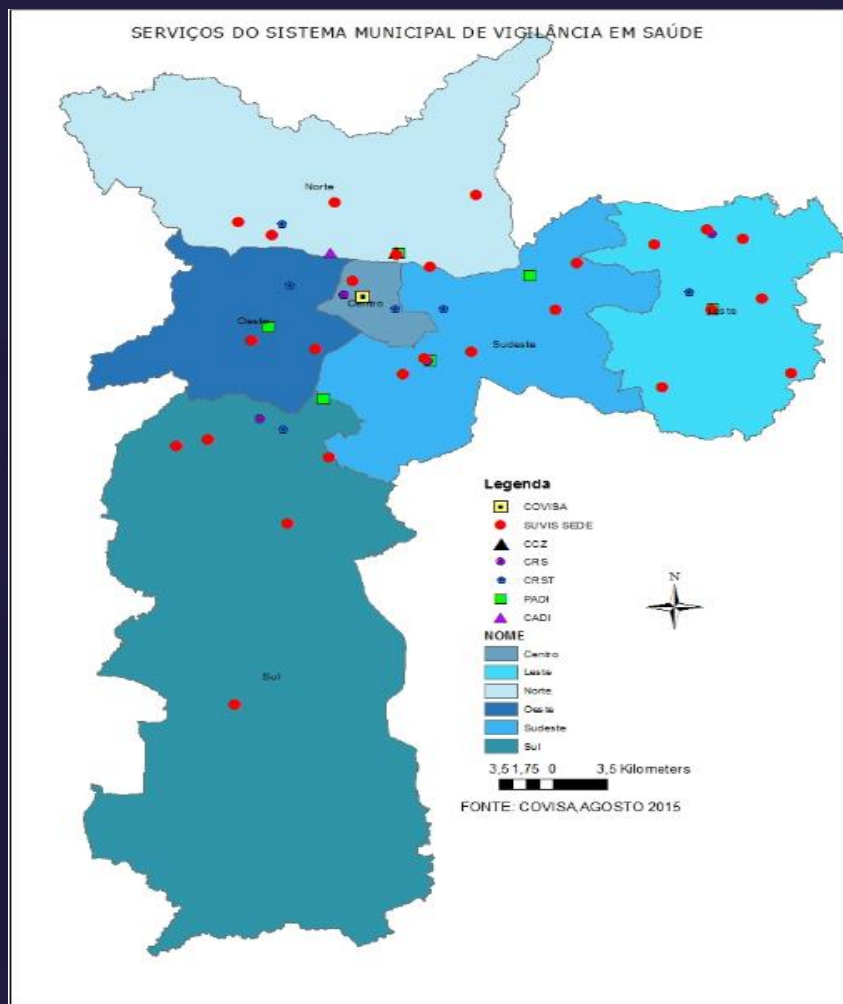 SERVIÇOS DO SISTEMA MUNICIPAL DE VIGILÂNCIA EM SAÚDE
Norte
Centro
Oeste
Leste
Sudeste
Sul
Legenda
COVISA
SUVIS SEDE
CCZ
CRS
CRST
PADI
CADI
NOME
Centro
Leste
Norte
Oeste
Sudeste
Sul
N
3,5 1,75 0 3,5 Kilometers
FONTE: COVISA,AGOSTO 2015